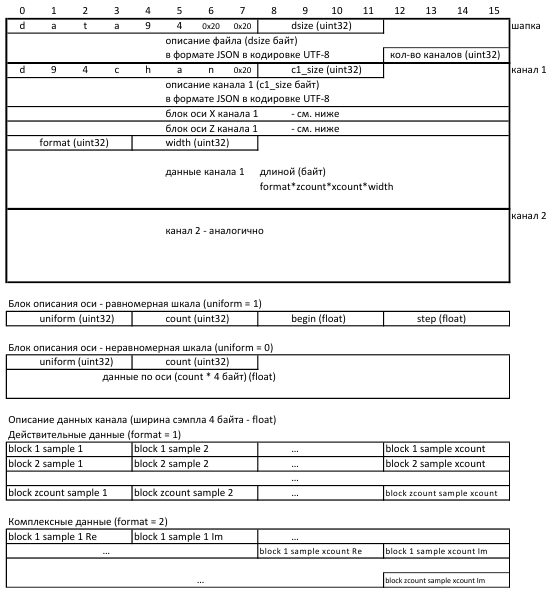 0 1 2 3 4 5 6 7 8 9 10 11 12 13 14 15
d a t a 9 4 0x20 0x20 dsize (uint32) шапка
описание файла (dsize байт)
в формате JSON в кодировке UTF-8 кол-во каналов (uint32)
d 9 4 c h a n 0x20 c1_size (uint32) канал 1
описание канала 1 (c1_size байт)
в формате JSON в кодировке UTF-8
блок оси X канала 1 - см. ниже
блок оси Z канала 1 - см. ниже
format (uint32) width (uint32)
данные канала 1 длиной (байт)
format*zcount*xcount*width
канал 2
канал 2 - аналогично
Блок описания оси - равномерная шкала (uniform = 1)
uniform (uint32) count (uint32) begin (float) step (float)
Блок описания оси - неравномерная шкала (uniform = 0)
uniform (uint32) count (uint32)
данные по оси (count * 4 байт) (float)
Описание данных канала (ширина сэмпла 4 байта - float)
Действительные данные (format = 1)
block 1 sample 1 block 1 sample 2 ... block 1 sample xcount
block 2 sample 1 block 2 sample 2 ... block 2 sample xcount
...
block zcount sample 1 block zcount sample 2 ... block zcount sample xcount
Комплексные данные (format = 2)
block 1 sample 1 Re block 1 sample 1 Im ...
... block 1 sample xcount Re block 1 sample xcount Im
... block zcount sample xcount Im